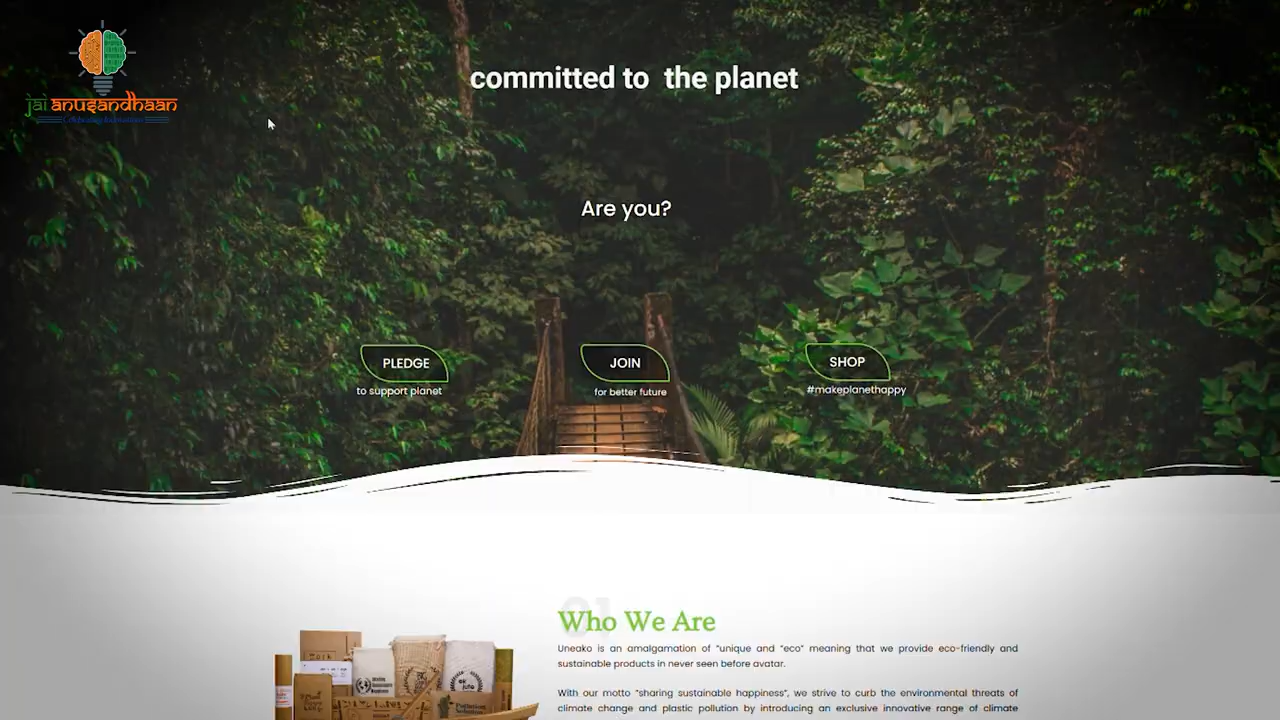 jai anusandhaan
committed to the planet
Are you?
PLEDGE
to support planet
JOIN
for better future
SHOP
#makeplanethappy
01
Who We Are
Uneako is an amalgamation of “unique and “eco” meaning that we provide eco-friendly and
sustainable products in never seen before avatar.
With our motto “sharing sustainable happiness”, we strive to curb the environmental threats of
climate change and plastic pollution by introducing an exclusive innovative range of climate